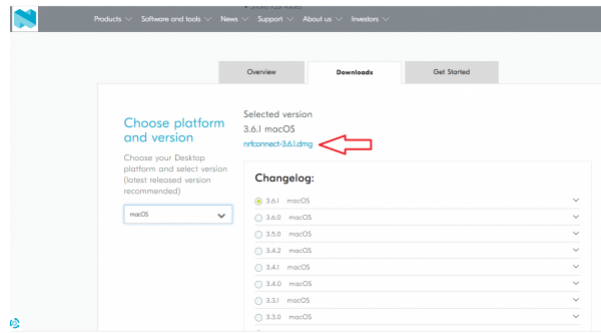 Products Software and tools News Support About us Investors
Overview Downloads Get Started
Choose platform
and version
Choose your Desktop
platform and select version
(latest released version
recommended)
macOS
Selected version
3.6.1 macOS
nrfconnect-3.6.1.dmg
Changelog:
3.6.1 macOS
3.6.0 macOS
3.5.0 macOS
3.4.2 macOS
3.4.1 macOS
3.4.0 macOS
3.3.1 macOS
3.3.0 macOS